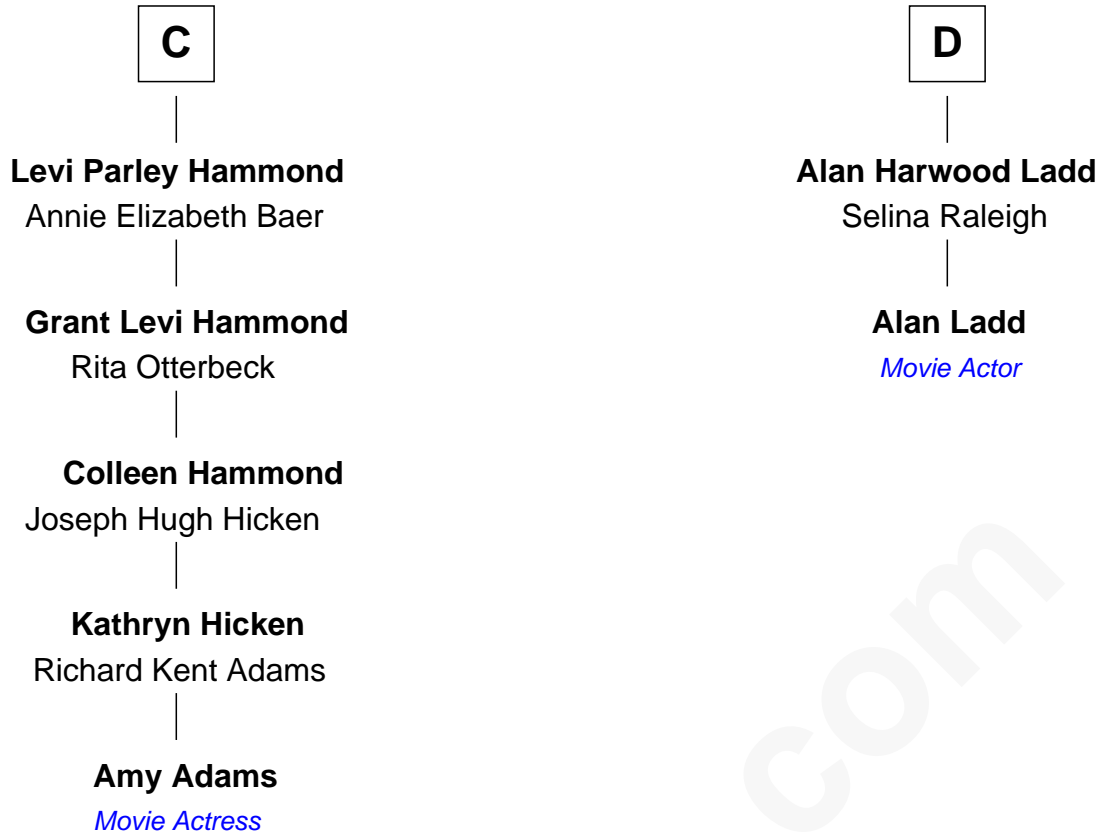 C
Levi Parley Hammond
Annie Elizabeth Baer
Grant Levi Hammond
Rita Otterbeck
Colleen Hammond
Joseph Hugh Hicken
Kathryn Hicken
Richard Kent Adams
Amy Adams
Movie Actress
D
Alan Harwood Ladd
Selina Raleigh
Alan Ladd
Movie Actor
com